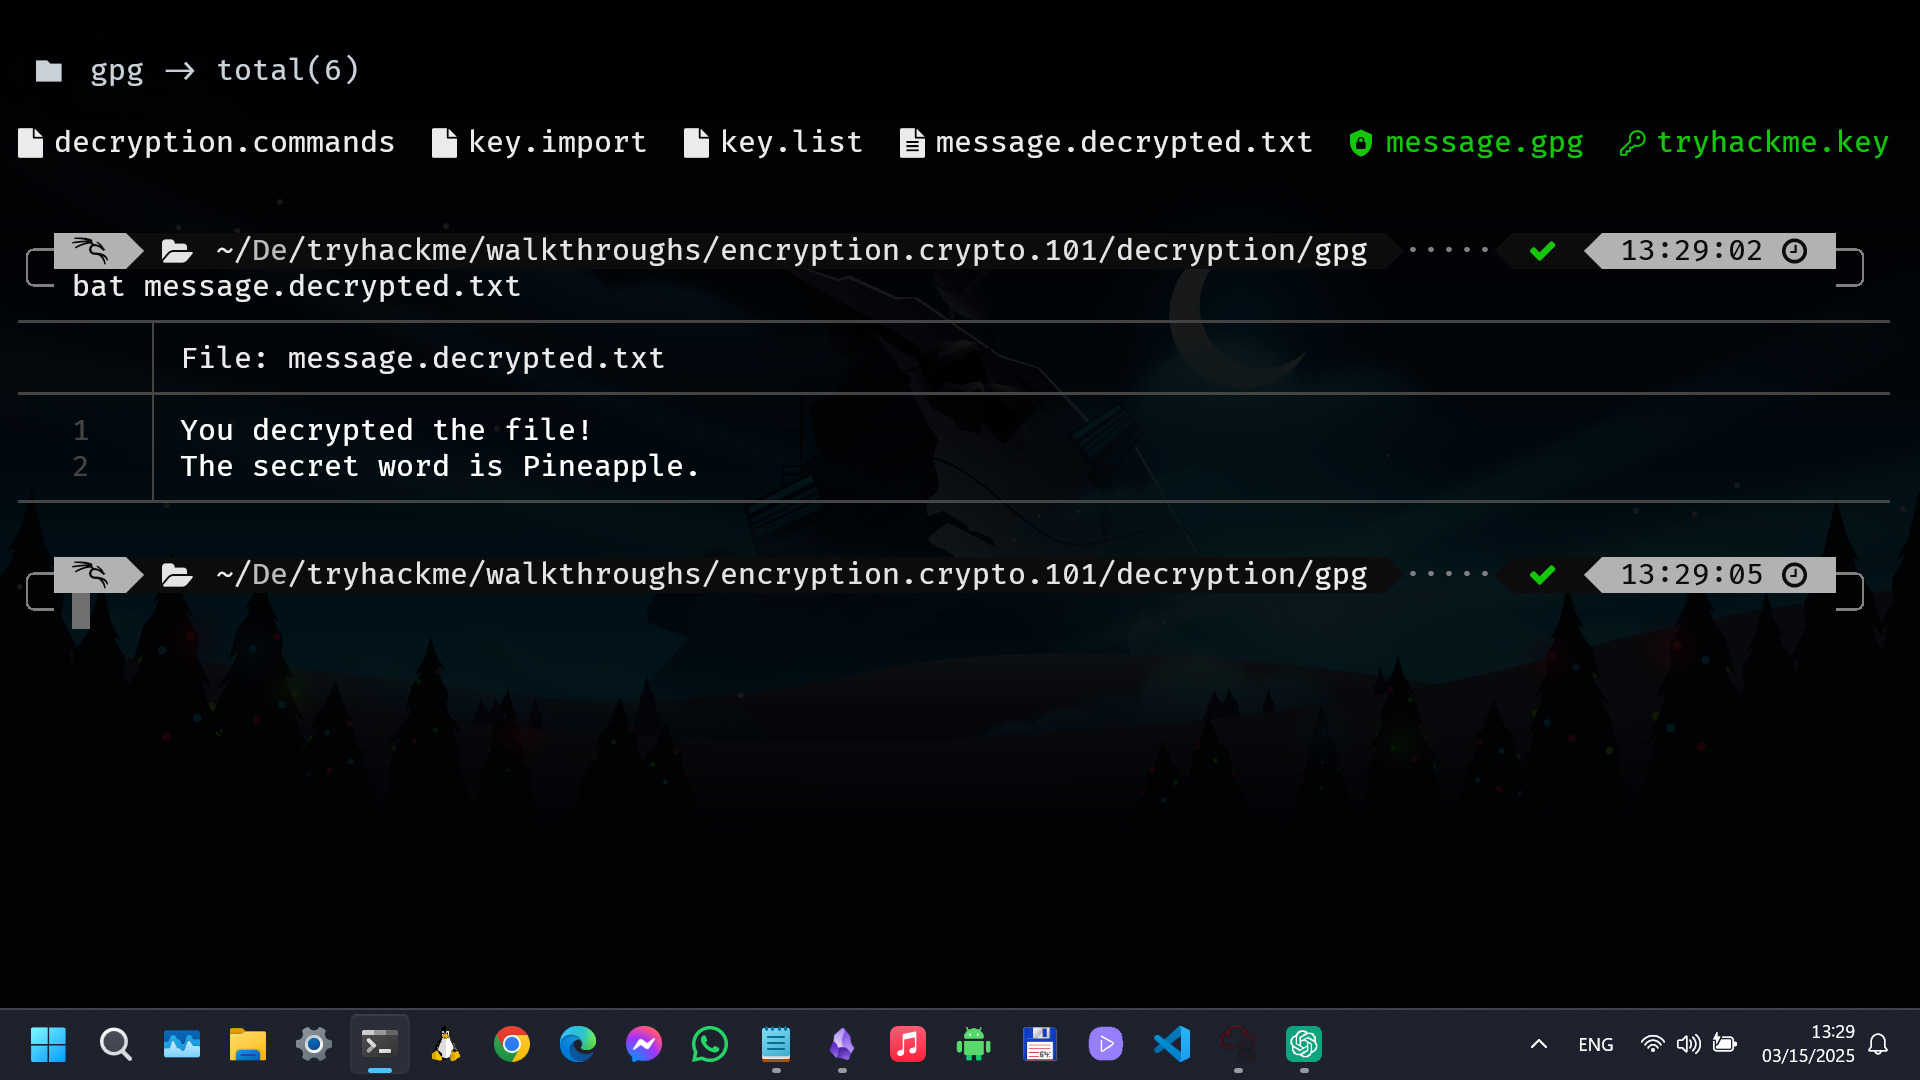 gpg → total(6)
decryption.commands key.import key.list message.decrypted.txt message.gpg tryhackme.key
~/De/tryhackme/walkthroughs/encryption.crypto.101/decryption/gpg ····· ✔ 13:29:02
bat message.decrypted.txt
File: message.decrypted.txt
1 You decrypted the file!
2 The secret word is Pineapple.
~/De/tryhackme/walkthroughs/encryption.crypto.101/decryption/gpg ····· ✔ 13:29:05
64
ENG
13:29
03/15/2025